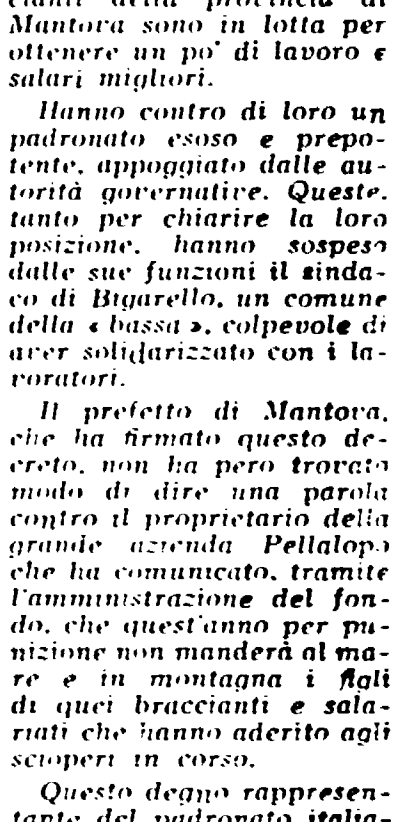 cianti della provincia di
Mantova sono in lotta per
ottenere un po' di lavoro e
salari migliori.
Hanno contro di loro un
padronato esoso e prepo-
tente, appoggiato dalle au-
torità governative. Queste,
tanto per chiarire la loro
posizione, hanno sospeso
dalle sue funzioni il sinda-
co di Bigarello, un comune
della « bassa », colpevole di
aver solidarizzato con i la-
voratori.
Il prefetto di Mantova,
che ha firmato questo de-
creto, non ha pero trovato
modo di dire una parola
contro il proprietario della
grande azienda Pellalopo
che ha comunicato, tramite
l'amministrazione del fon-
do, che quest'anno per pu-
nizione non manderà al ma-
re e in montagna i figli
di quei braccianti e sala-
riati che hanno aderito agli
scioperi in corso.
Questo degno rappresen-
tante del padronato italia-